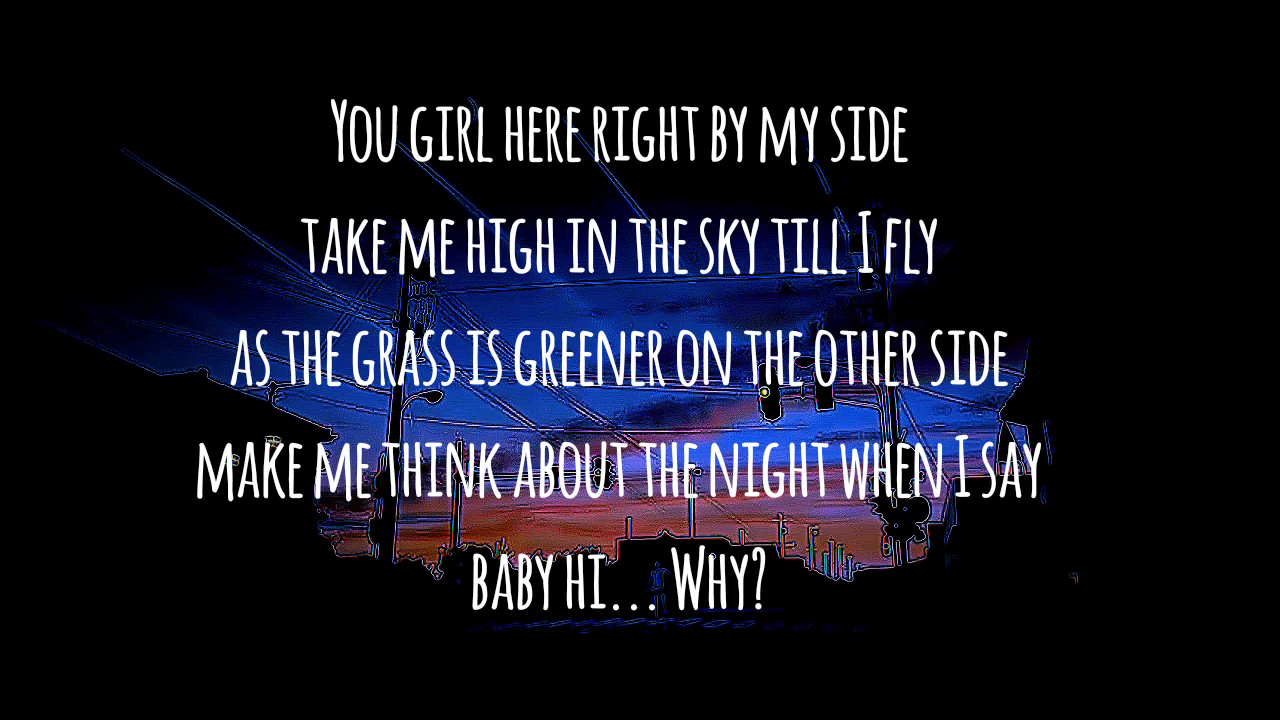 You girl here right by my side
take me high in the sky till I fly
as the grass is greener on the other side
make me think about the night when I say
baby hi... Why?